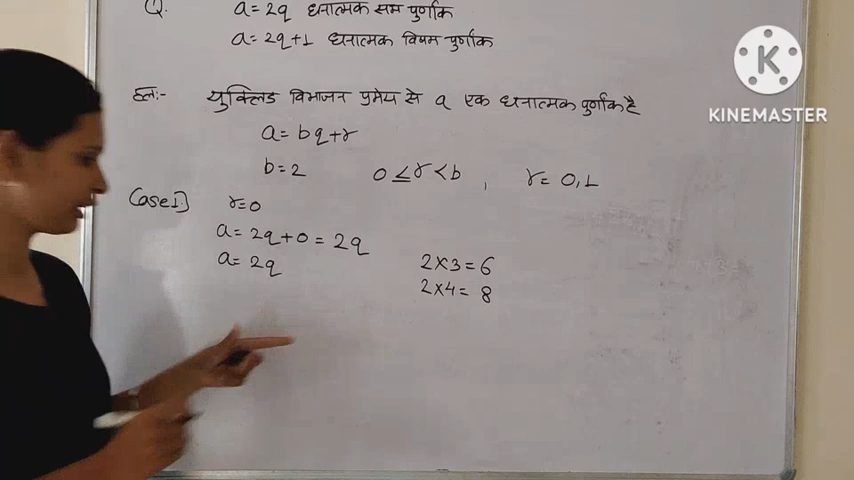 Q. a = 2q धनात्मक सम पुर्णांक
a = 2q+1 धनात्मक विषम पुर्णांक
हलः- युक्लिड विभाजन प्रमेय से a एक धनात्मक पुर्णांक है
a = bq+r
b = 2 0 ≤ r < b , r = 0,1
Case I) r=0
a = 2q+0 = 2q
a = 2q 2×3=6
2×4= 8
K
KINEMASTER